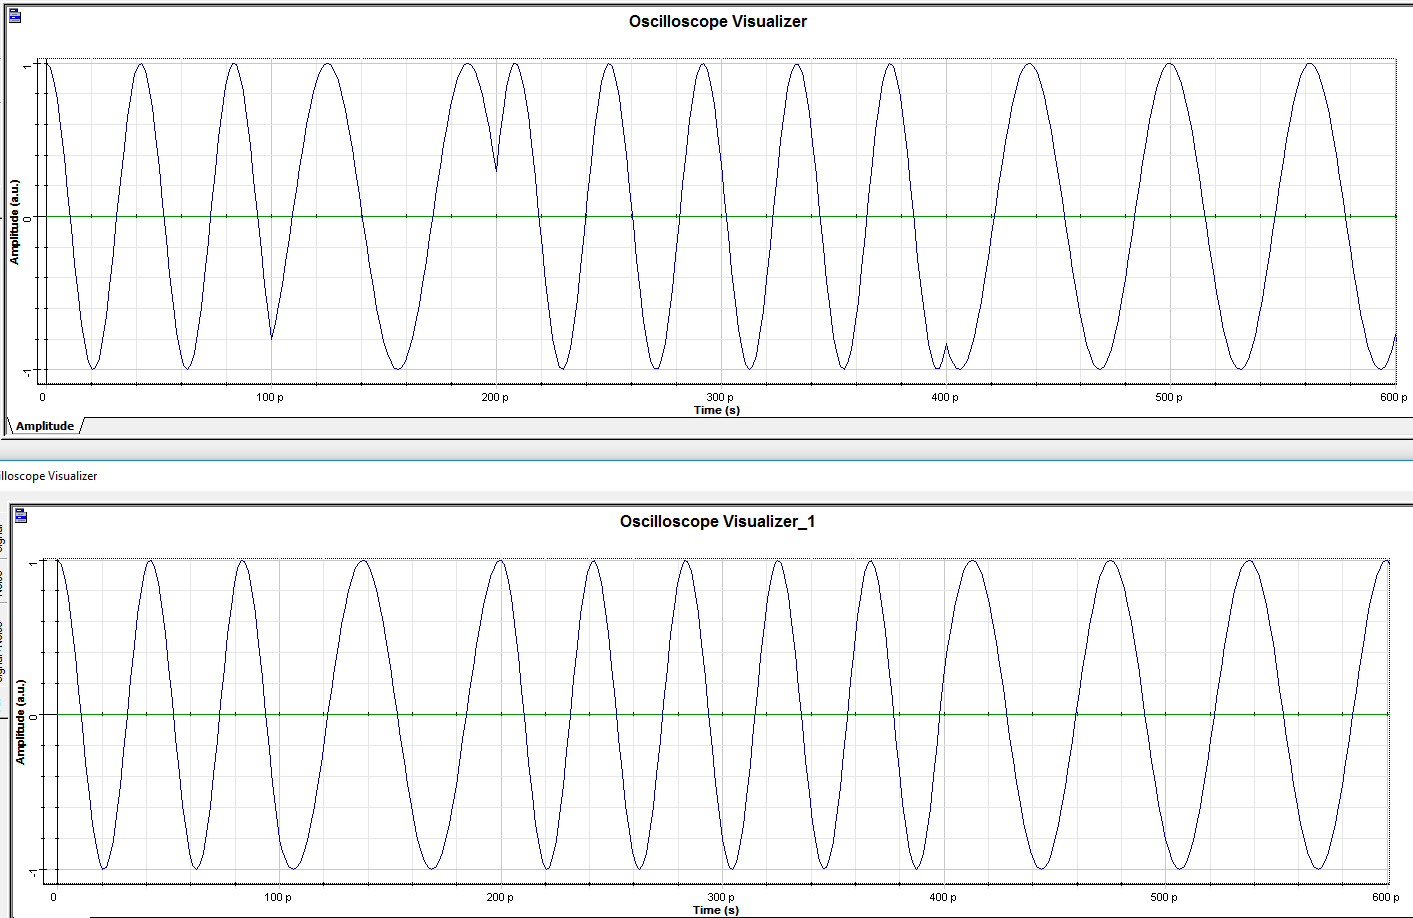 Oscilloscope Visualizer
1
0
-1
Amplitude (a.u.)
0
100 p
200 p
300 p
400 p
500 p
600 p
Time (s)
Amplitude
illoscope Visualizer
Oscilloscope Visualizer_1
1
0
-1
Amplitude (a.u.)
0
100 p
200 p
300 p
400 p
500 p
600 p
Time (s)